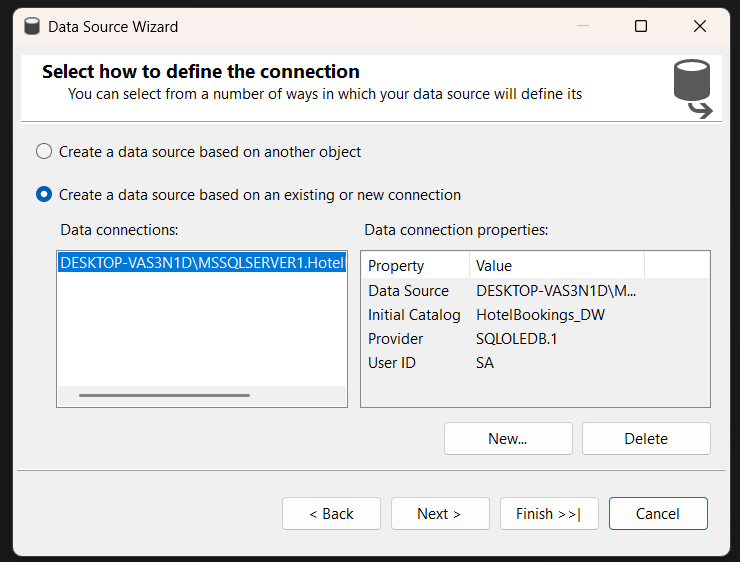 Data Source Wizard
Select how to define the connection
You can select from a number of ways in which your data source will define its
Create a data source based on another object
Create a data source based on an existing or new connection
Data connections:
DESKTOP-VAS3N1D\MSSQLSERVER1.Hotel
Data connection properties:
Property Value
Data Source DESKTOP-VAS3N1D\M...
Initial Catalog HotelBookings_DW
Provider SQLOLEDB.1
User ID SA
New... Delete
< Back Next > Finish >>| Cancel